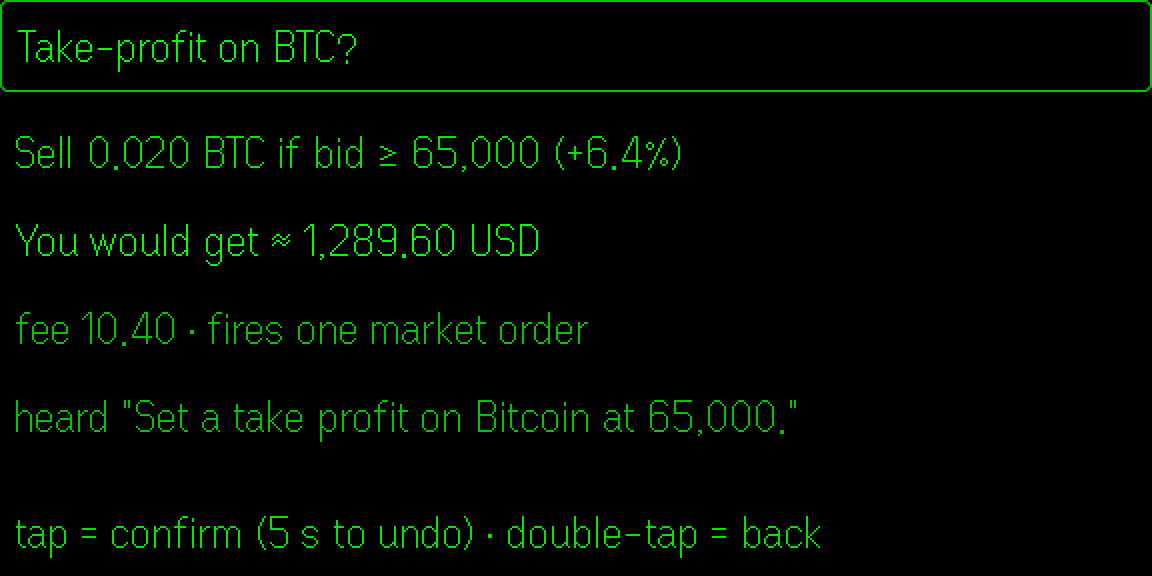 Take-profit on BTC?
Sell 0.020 BTC if bid ≥ 65,000 (+6.4%)
You would get ≈ 1,289.60 USD
fee 10.40 · fires one market order
heard "Set a take profit on Bitcoin at 65,000."
tap = confirm (5 s to undo) · double-tap = back